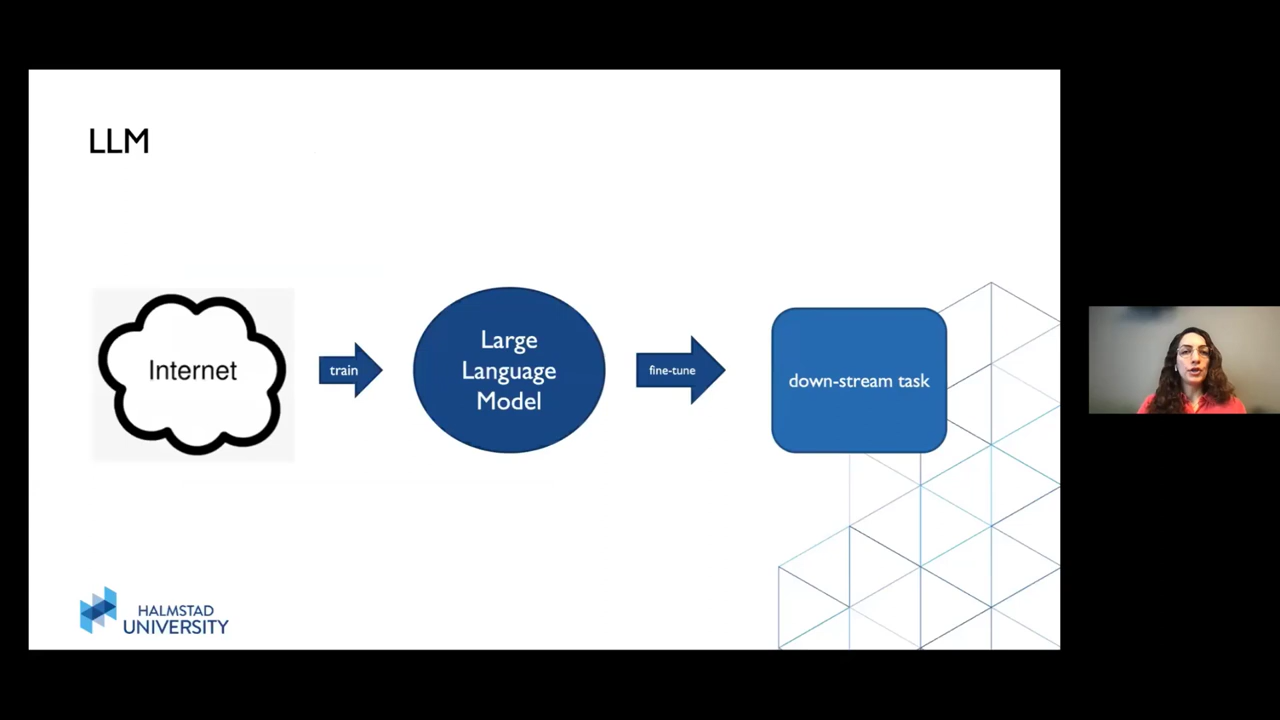 LLM
Internet
train
Large
Language
Model
fine-tune
down-stream task
HALMSTAD
UNIVERSITY